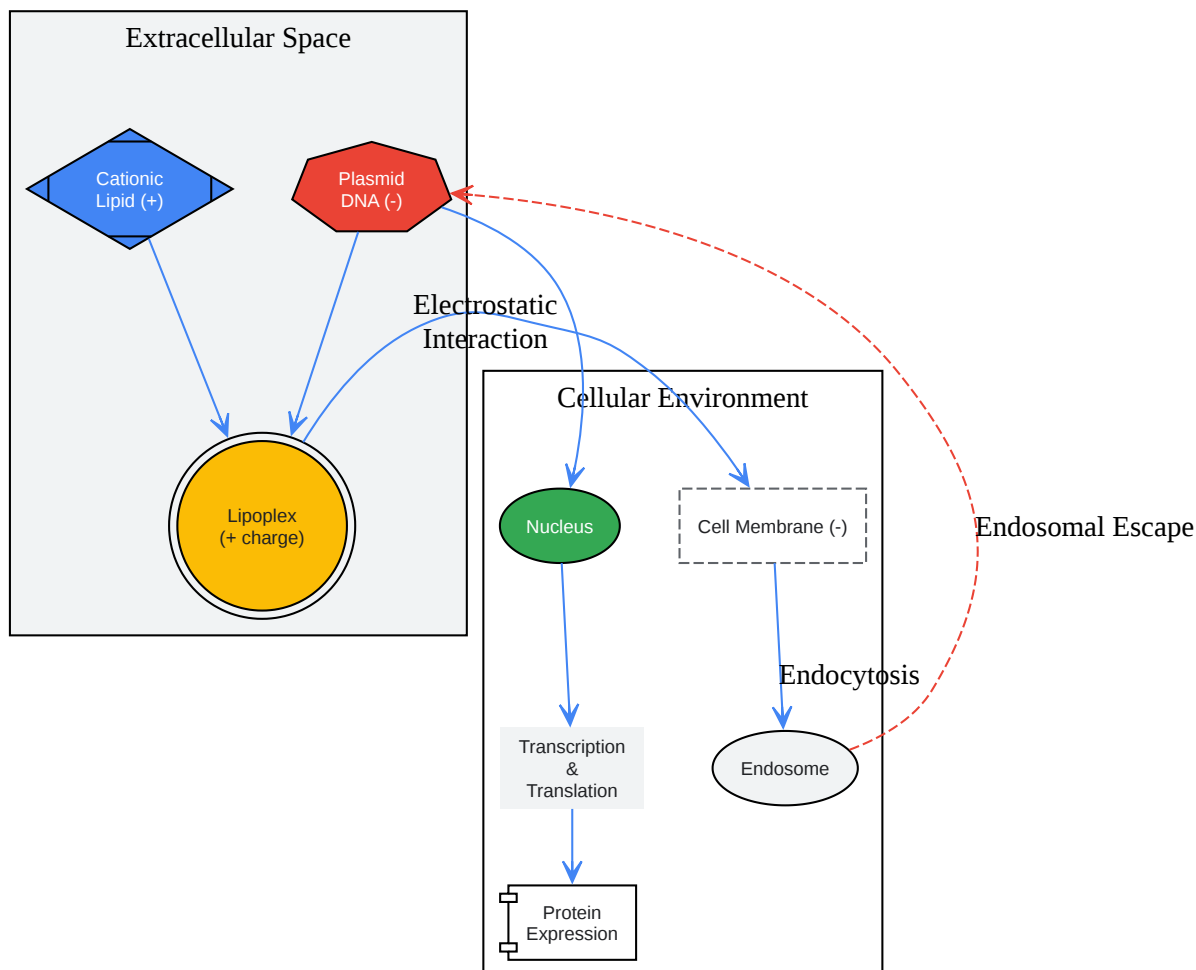 Extracellular Space
Cationic
Lipid (+)
Plasmid
DNA (-)
Electrostatic
Interaction
Cellular Environment
Lipoplex
(+ charge)
Nucleus
Cell Membrane (-)
Endosomal Escape
Endocytosis
Transcription
&
Translation
Endosome
Protein
Expression